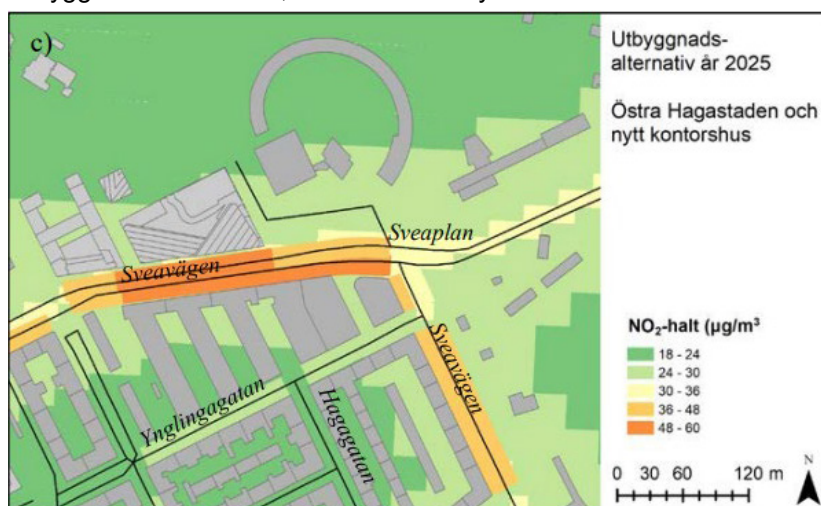 c)
Utbyggnads-
alternativ år 2025
Östra Hagastaden och
nytt kontorshus
Sveaplan
Sveavägen
Sveavägen
Ynglingagatan
Hagagatan
NO₂-halt (µg/m³
18 - 24
24 - 30
30 - 36
36 - 48
48 - 60
0 30 60 120 m
N